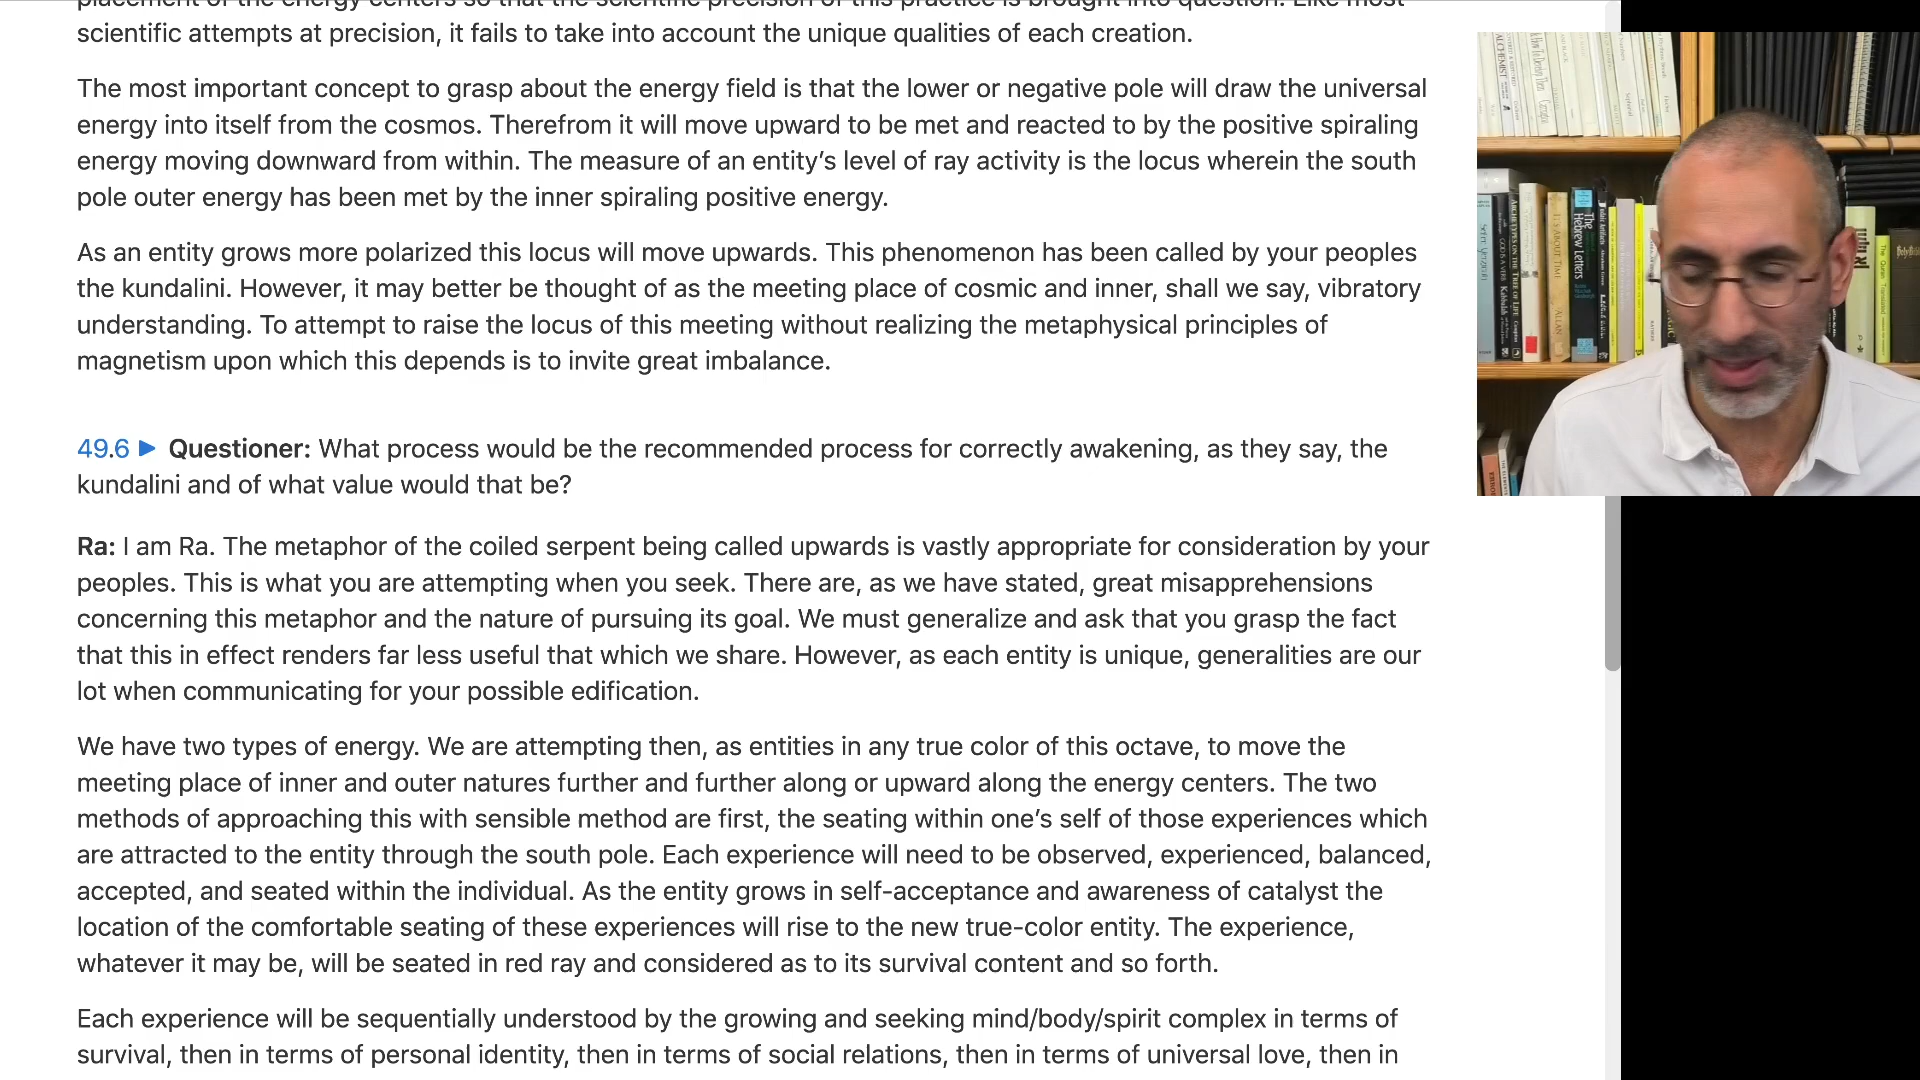 placement of the energy centers so that the scientific precision of this practice is brought into question. Like most
scientific attempts at precision, it fails to take into account the unique qualities of each creation.
The most important concept to grasp about the energy field is that the lower or negative pole will draw the universal
energy into itself from the cosmos. Therefrom it will move upward to be met and reacted to by the positive spiraling
energy moving downward from within. The measure of an entity’s level of ray activity is the locus wherein the south
pole outer energy has been met by the inner spiraling positive energy.
As an entity grows more polarized this locus will move upwards. This phenomenon has been called by your peoples
the kundalini. However, it may better be thought of as the meeting place of cosmic and inner, shall we say, vibratory
understanding. To attempt to raise the locus of this meeting without realizing the metaphysical principles of
magnetism upon which this depends is to invite great imbalance.
49.6 ► Questioner: What process would be the recommended process for correctly awakening, as they say, the
kundalini and of what value would that be?
Ra: I am Ra. The metaphor of the coiled serpent being called upwards is vastly appropriate for consideration by your
peoples. This is what you are attempting when you seek. There are, as we have stated, great misapprehensions
concerning this metaphor and the nature of pursuing its goal. We must generalize and ask that you grasp the fact
that this in effect renders far less useful that which we share. However, as each entity is unique, generalities are our
lot when communicating for your possible edification.
We have two types of energy. We are attempting then, as entities in any true color of this octave, to move the
meeting place of inner and outer natures further and further along or upward along the energy centers. The two
methods of approaching this with sensible method are first, the seating within one’s self of those experiences which
are attracted to the entity through the south pole. Each experience will need to be observed, experienced, balanced,
accepted, and seated within the individual. As the entity grows in self-acceptance and awareness of catalyst the
location of the comfortable seating of these experiences will rise to the new true-color entity. The experience,
whatever it may be, will be seated in red ray and considered as to its survival content and so forth.
Each experience will be sequentially understood by the growing and seeking mind/body/spirit complex in terms of
survival, then in terms of personal identity, then in terms of social relations, then in terms of universal love, then in
ALCHEMIST
The Hebrew Letters